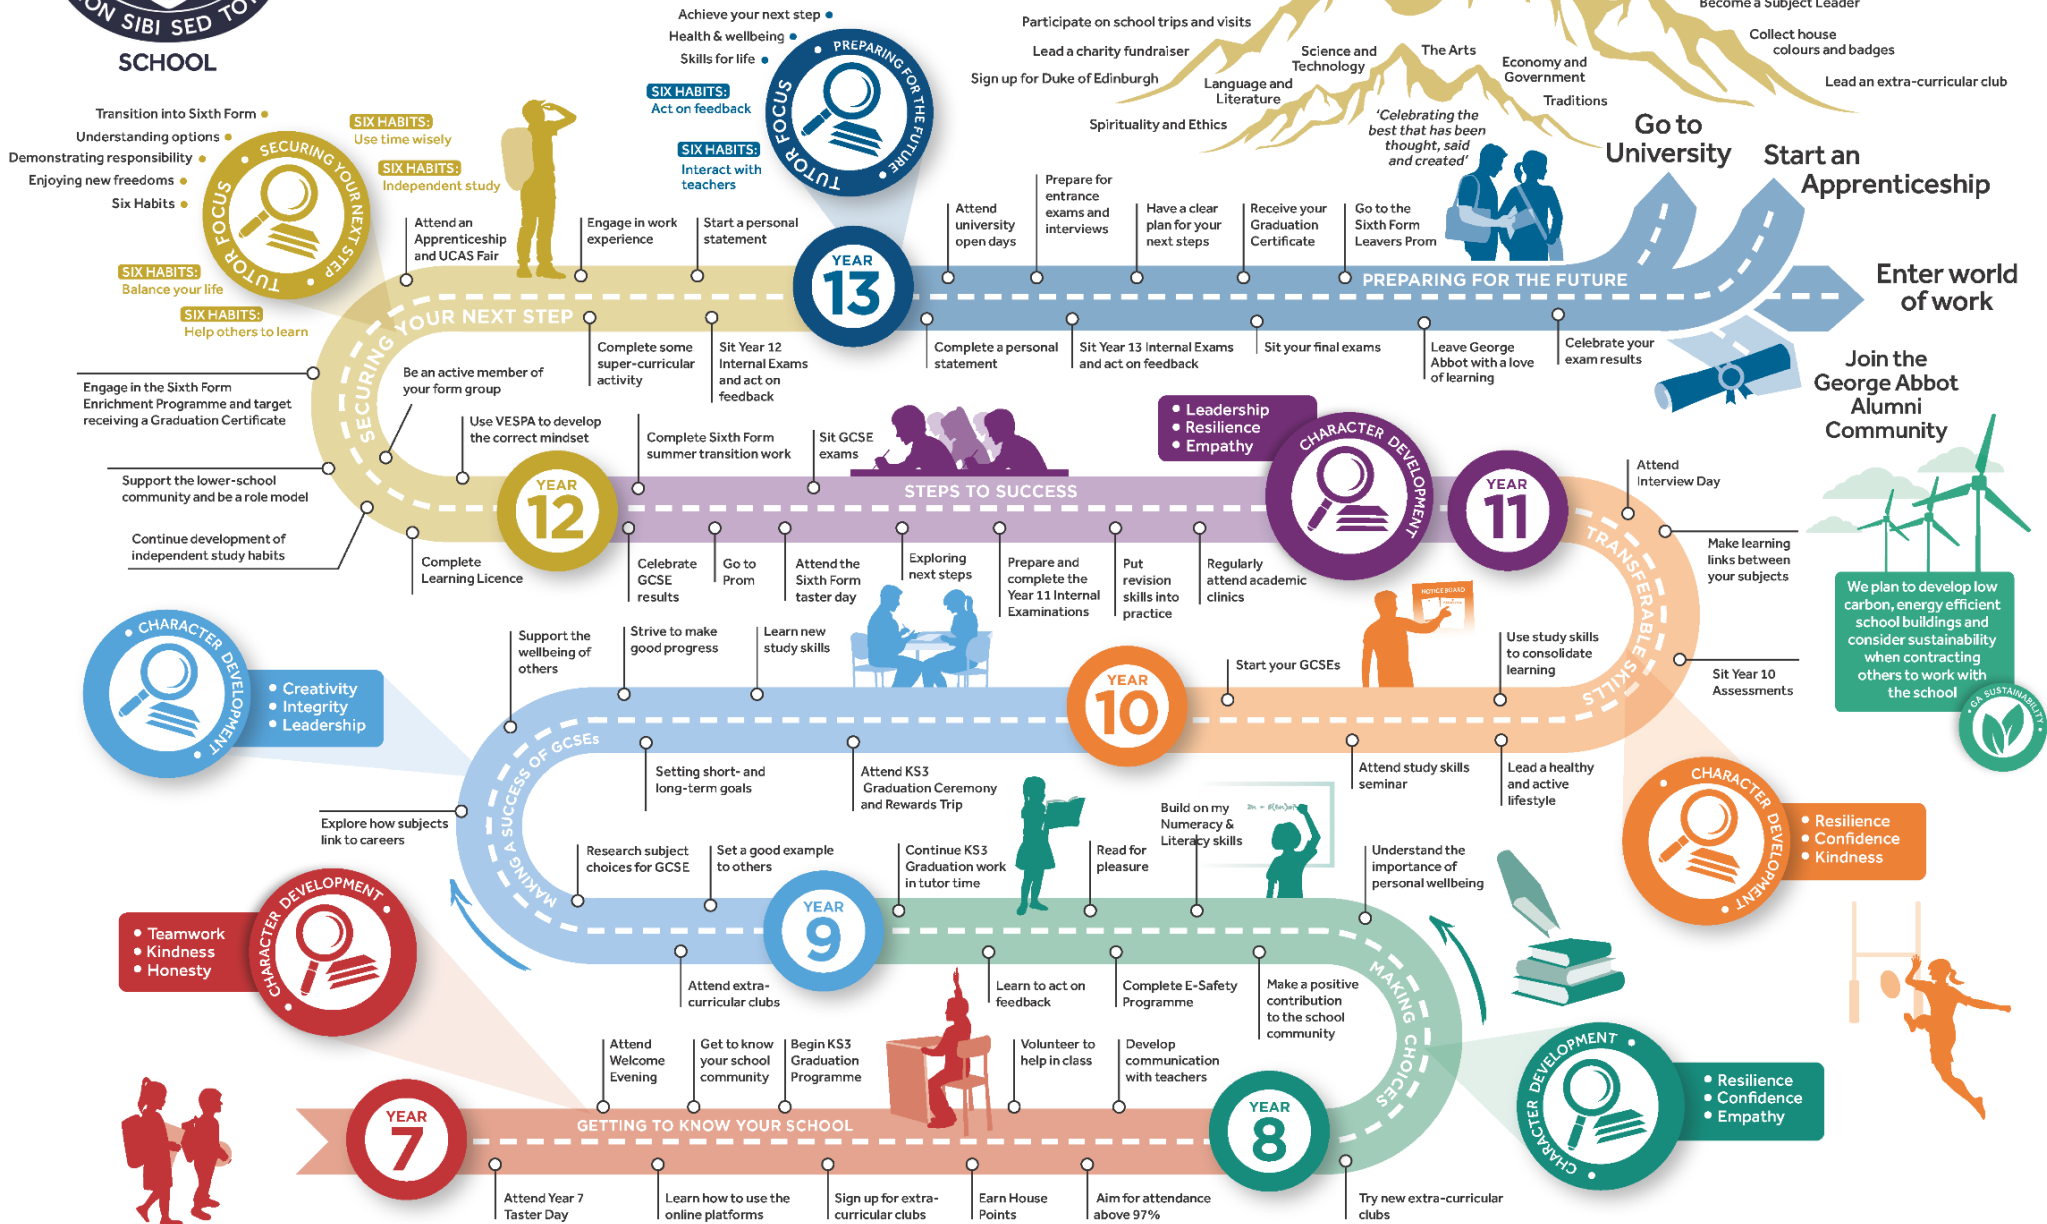 NON SIBI SED TO
SCHOOL
Achieve your next step
Health & wellbeing
Skills for life
SIX HABITS:
Act on feedback
SIX HABITS:
Interact with
teachers
PREPARING FOR THE FUTURE
TUTOR FOCUS
Participate on school trips and visits
Lead a charity fundraiser
Sign up for Duke of Edinburgh
Science and
Technology
The Arts
Language and
Literature
Economy and
Government
Traditions
Spirituality and Ethics
'Celebrating the
best that has been
thought, said
and created'
Become a Subject Leader
Collect house
colours and badges
Lead an extra-curricular club
Transition into Sixth Form
Understanding options
Demonstrating responsibility
Enjoying new freedoms
Six Habits
SIX HABITS:
Use time wisely
SIX HABITS:
Independent study
SECURING YOUR NEXT STEP
TUTOR FOCUS
SIX HABITS:
Balance your life
SIX HABITS:
Help others to learn
Attend an
Apprenticeship
and UCAS Fair
Engage in work
experience
Start a personal
statement
YEAR
13
Attend
university
open days
Prepare for
entrance
exams and
interviews
Have a clear
plan for your
next steps
Receive your
Graduation
Certificate
Go to the
Sixth Form
Leavers Prom
PREPARING FOR THE FUTURE
Go to
University
Start an
Apprenticeship
Enter world
of work
Join the
George Abbot
Alumni
Community
SECURING YOUR NEXT STEP
Complete some
super-curricular
activity
Sit Year 12
Internal Exams
and act on
feedback
Complete a personal
statement
Sit Year 13 Internal Exams
and act on feedback
Sit your final exams
Leave George
Abbot with a love
of learning
Celebrate your
exam results
Engage in the Sixth Form
Enrichment Programme and target
receiving a Graduation Certificate
Be an active member of
your form group
Use VESPA to develop
the correct mindset
Support the lower-school
community and be a role model
Continue development of
independent study habits
Complete
Learning Licence
YEAR
12
Complete Sixth Form
summer transition work
Sit GCSE
exams
STEPS TO SUCCESS
Leadership
Resilience
Empathy
CHARACTER DEVELOPMENT
YEAR
11
Celebrate
GCSE
results
Go to
Prom
Attend the
Sixth Form
taster day
Exploring
next steps
Prepare and
complete the
Year 11 Internal
Examinations
Put
revision
skills into
practice
Regularly
attend academic
clinics
Attend
Interview Day
Make learning
links between
your subjects
Sit Year 10
Assessments
TRANSFERABLE SKILLS
NOTICE BOARD
Use study skills
to consolidate
learning
Start your GCSEs
We plan to develop low
carbon, energy efficient
school buildings and
consider sustainability
when contracting
others to work with
the school
GA SUSTAINABILITY
YEAR
10
Attend study skills
seminar
Lead a healthy
and active
lifestyle
CHARACTER DEVELOPMENT
Resilience
Confidence
Kindness
CHARACTER DEVELOPMENT
Creativity
Integrity
Leadership
Support the
wellbeing of
others
Strive to make
good progress
Learn new
study skills
MAKING A SUCCESS OF GCSEs
Setting short- and
long-term goals
Attend KS3
Graduation Ceremony
and Rewards Trip
Explore how subjects
link to careers
Research subject
choices for GCSE
Set a good example
to others
Attend extra-
curricular clubs
YEAR
9
Continue KS3
Graduation work
in tutor time
Read for
pleasure
Build on my
Numeracy &
Literacy skills
Understand the
importance of
personal wellbeing
Learn to act on
feedback
Complete E-Safety
Programme
Make a positive
contribution
to the school
community
MAKING CHOICES
CHARACTER DEVELOPMENT
Resilience
Confidence
Empathy
CHARACTER DEVELOPMENT
Teamwork
Kindness
Honesty
Attend
Welcome
Evening
Get to know
your school
community
Begin KS3
Graduation
Programme
Volunteer to
help in class
Develop
communication
with teachers
YEAR
7
GETTING TO KNOW YOUR SCHOOL
YEAR
8
Attend Year 7
Taster Day
Learn how to use the
online platforms
Sign up for extra-
curricular clubs
Earn House
Points
Aim for attendance
above 97%
Try new extra-curricular
clubs